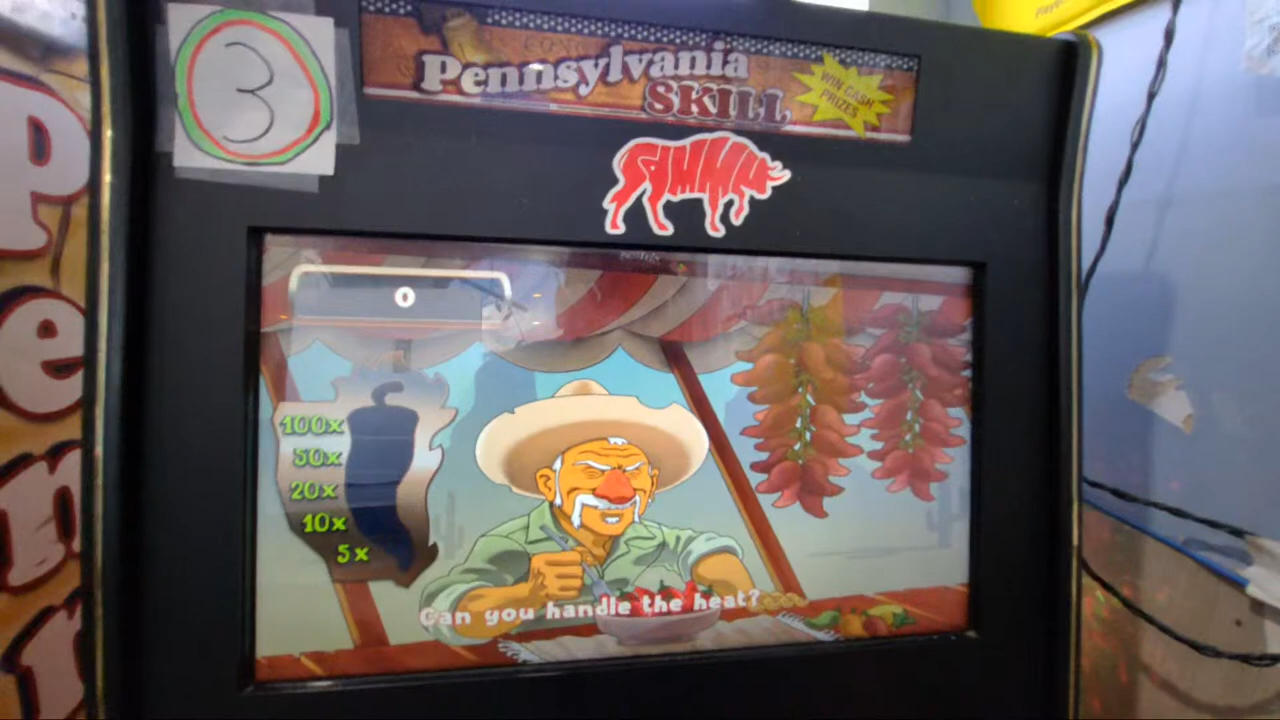 3
Pennsylvania
SKILL
WIN CASH
PRIZES
0
100x
50x
20x
10x
5x
Can you handle the heat?
P
e
n